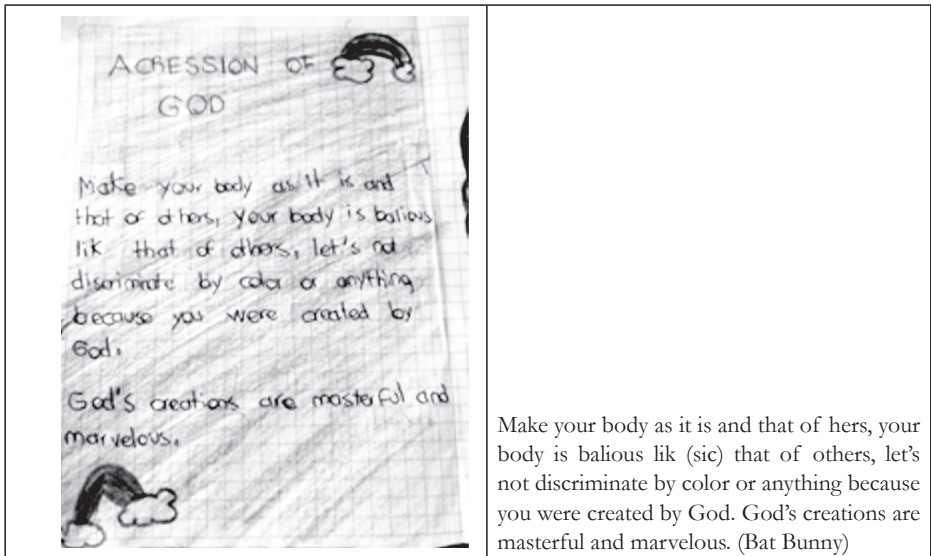 ACRESSION OF
GOD
Make your body as it is and
that of others, your body is balious
lik that of others, let's not
discriminate by color or anything
because you were created by
God.
God's creations are masterful and
marvelous.
Make your body as it is and that of hers, your
body is balious lik (sic) that of others, let's
not discriminate by color or anything because
you were created by God. God's creations are
masterful and marvelous. (Bat Bunny)